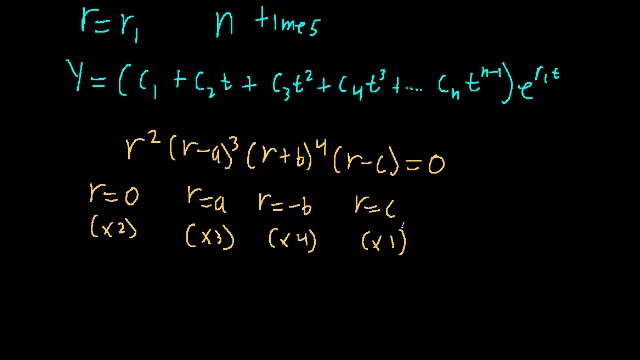 r = r₁ n times
y = (c₁ + c₂t + c₃t² + c₄t³ + .... cₙtⁿ⁻¹) e^{r₁t}
r² (r-a)³ (r+b)⁴ (r-c) = 0
r=0 r=a r=-b r=c
(x2) (x3) (x4) (x1)